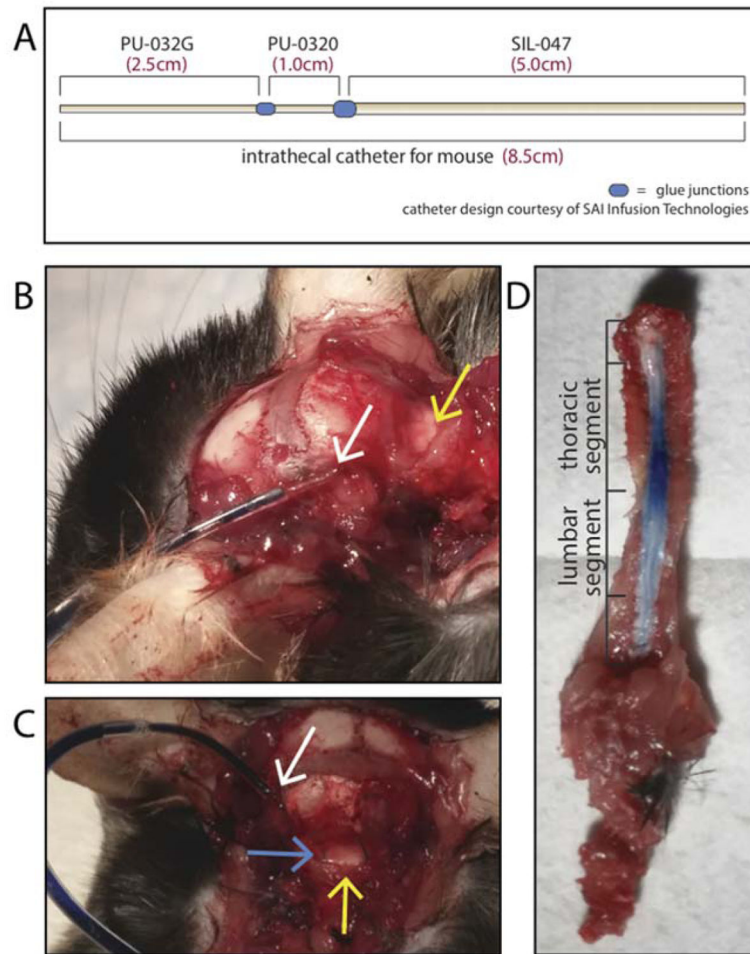 A
PU-032G PU-0320 SIL-047
(2.5cm) (1.0cm) (5.0cm)
intrathecal catheter for mouse (8.5cm)
= glue junctions
catheter design courtesy of SAI Infusion Technologies
B
C
D
thoracic
segment
lumbar
segment